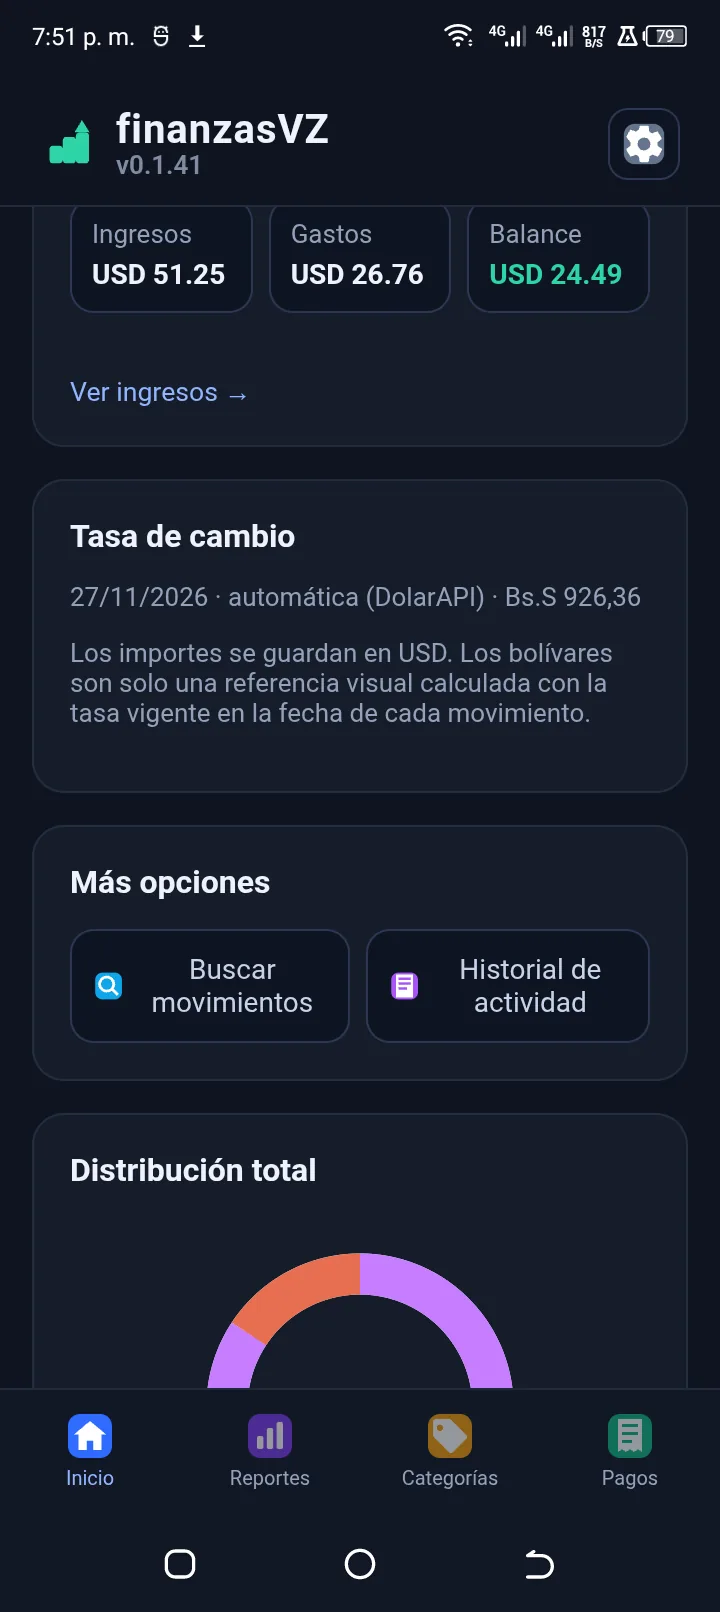 7:51 p. m.
4G 4G 817 B/S 79
finanzasVZ
v0.1.41
Ingresos Gastos Balance
USD 51.25 USD 26.76 USD 24.49
Ver ingresos →
Tasa de cambio
27/11/2026 · automática (DolarAPI) · Bs.S 926,36
Los importes se guardan en USD. Los bolívares
son solo una referencia visual calculada con la
tasa vigente en la fecha de cada movimiento.
Más opciones
Buscar
movimientos
Historial de
actividad
Distribución total
Inicio Reportes Categorías Pagos